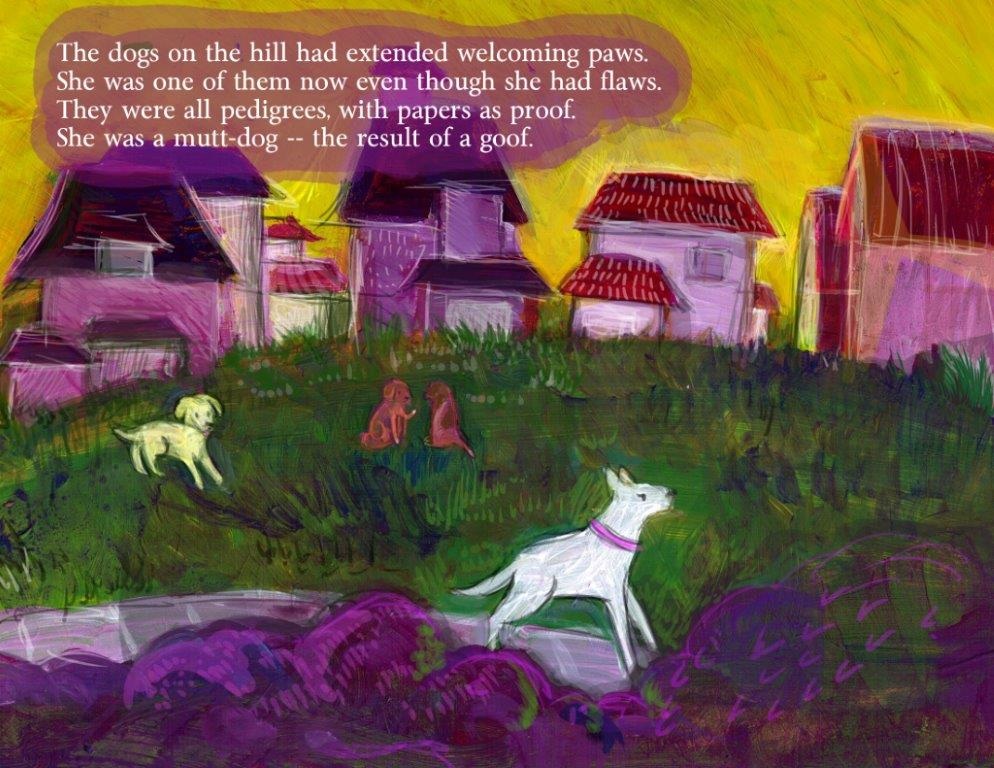 The dogs on the hill had extended welcoming paws.
She was one of them now even though she had flaws.
They were all pedigrees, with papers as proof.
She was a mutt-dog -- the result of a goof.